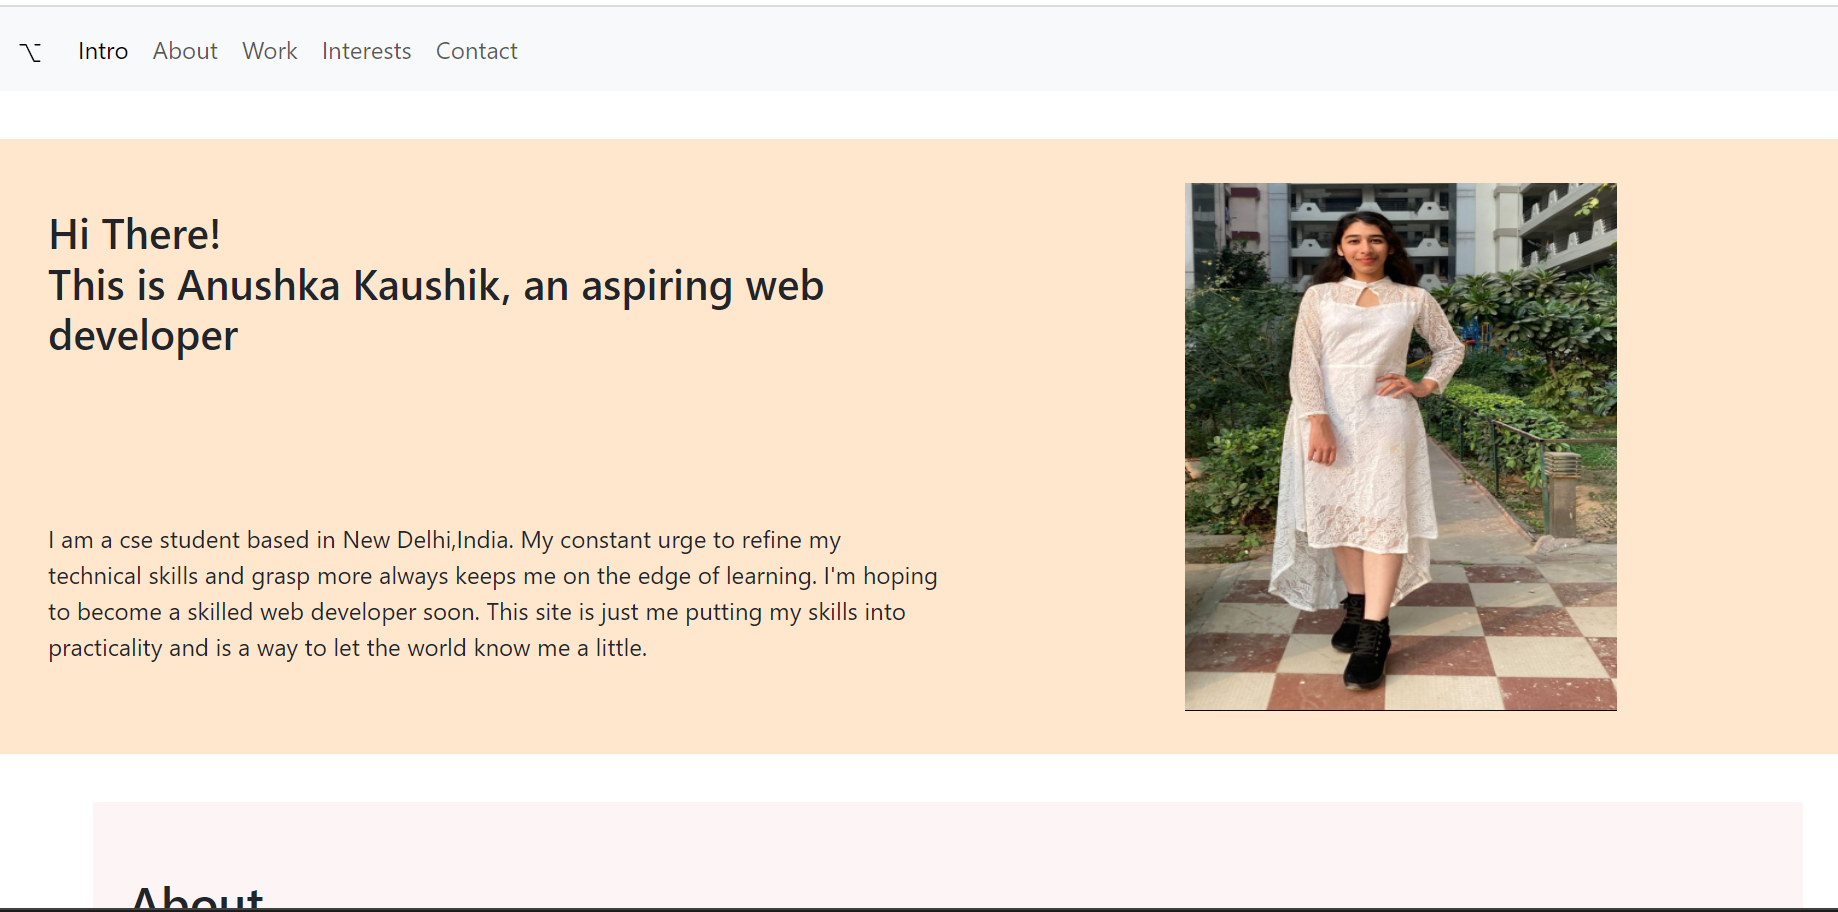 ⌥ Intro About Work Interests Contact
Hi There!
This is Anushka Kaushik, an aspiring web
developer
I am a cse student based in New Delhi,India. My constant urge to refine my
technical skills and grasp more always keeps me on the edge of learning. I'm hoping
to become a skilled web developer soon. This site is just me putting my skills into
practicality and is a way to let the world know me a little.
About